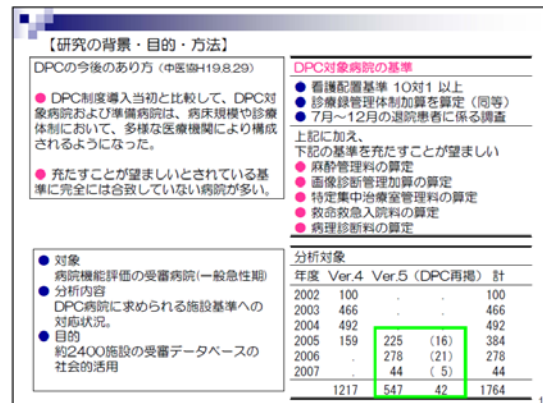 【研究の背景・目的・方法】
DPCの今後のあり方（中医協H19.8.29）
● DPC制度導入当初と比較して、DPC対
象病院および準備病院は、病床規模や診療
体制において、多様な医療機関により構成
されるようになった。
● 充たすことが望ましいとされている基
準に完全には合致していない病院が多い。
DPC対象病院の基準
● 看護配置基準 10対1 以上
● 診療録管理体制加算を算定（同等）
● 7月～12月の退院患者に係る調査
上記に加え、
下記の基準を充たすことが望ましい
● 麻酔管理料の算定
● 画像診断管理加算の算定
● 特定集中治療室管理料の算定
● 救命救急入院料の算定
● 病理診断料の算定
● 対象
病院機能評価の受審病院(一般急性期)
● 分析内容
DPC病院に求められる施設基準への
対応状況。
● 目的
約2400施設の受審データベースの
社会的活用
分析対象
年度 Ver.4 Ver.5 (DPC再掲) 計
2002 100 . . 100
2003 466 . . 466
2004 492 . . 492
2005 159 225 (16) 384
2006 . 278 (21) 278
2007 . 44 ( 5) 44
1217 547 42 1764
1